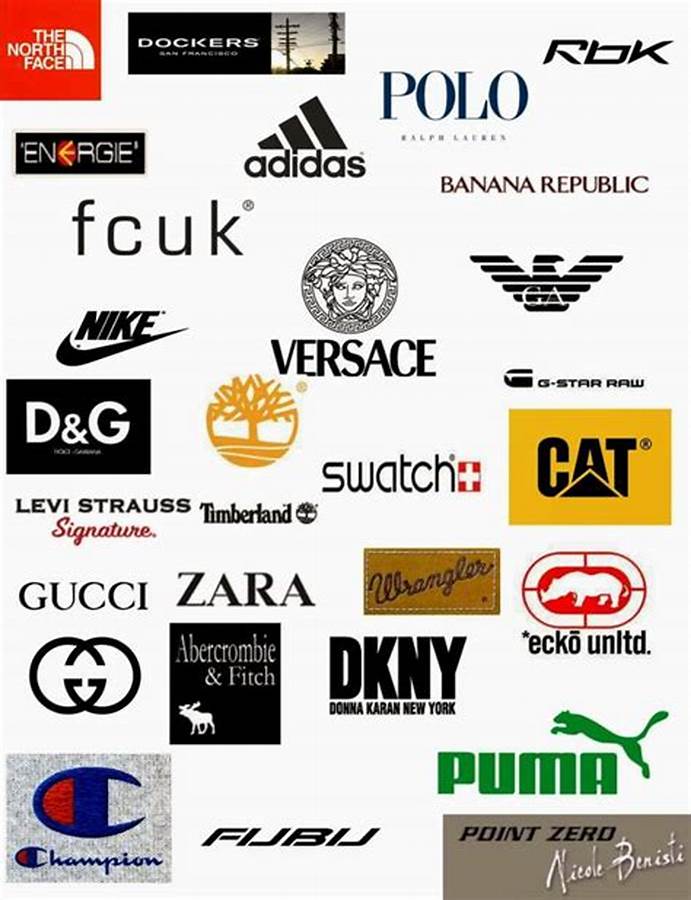 THE
NORTH
FACE
DOCKERS
SAN FRANCISCO
RbK
POLO
RALPH LAUREN
'ENERGIE'
adidas
BANANA REPUBLIC
fcuk®
GA
NIKE
VERSACE
G-STAR RAW
D&G
DOLCE & GABBANA
®
CAT®
swatch
LEVI STRAUSS
Signature.
Timberland
Wrangler
GUCCI
ZARA
*eckō unltd.
Abercrombie
& Fitch
DKNY
DONNA KARAN NEW YORK
PUMA
C
Champion
FUBU
POINT ZERO
Nicole Benisti